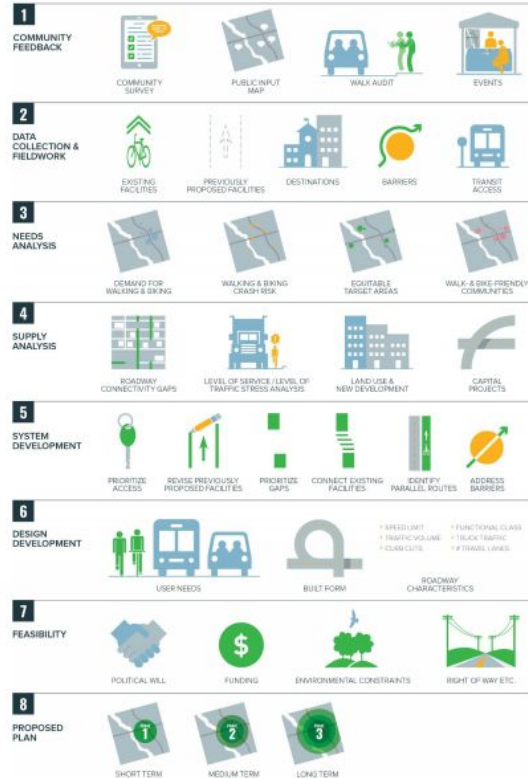 1
COMMUNITY
FEEDBACK
COMMUNITY
SURVEY
PUBLIC INPUT
MAP
WALK AUDIT
EVENTS
2
DATA
COLLECTION &
FIELDWORK
EXISTING
FACILITIES
PREVIOUSLY
PROPOSED FACILITIES
DESTINATIONS
BARRIERS
TRANSIT
ACCESS
3
NEEDS
ANALYSIS
DEMAND FOR
WALKING & BIKING
WALKING & BIKING
CRASH RISK
EQUITABLE
TARGET AREAS
WALK- & BIKE-FRIENDLY
COMMUNITIES
4
SUPPLY
ANALYSIS
ROADWAY
CONNECTIVITY GAPS
LEVEL OF SERVICE / LEVEL OF
TRAFFIC STRESS ANALYSIS
LAND USE &
NEW DEVELOPMENT
CAPITAL
PROJECTS
5
SYSTEM
DEVELOPMENT
PRIORITIZE
ACCESS
REVISE PREVIOUSLY
PROPOSED FACILITIES
PRIORITIZE
GAPS
CONNECT EXISTING
FACILITIES
IDENTIFY
PARALLEL ROUTES
ADDRESS
BARRIERS
6
DESIGN
DEVELOPMENT
USER NEEDS
BUILT FORM
* SPEED LIMIT
* TRAFFIC VOLUME
* CURB CUTS
* FUNCTIONAL CLASS
* TRUCK TRAFFIC
* # TRAVEL LANES
ROADWAY
CHARACTERISTICS
7
FEASIBILITY
POLITICAL WILL
$
FUNDING
ENVIRONMENTAL CONSTRAINTS
RIGHT OF WAY ETC.
8
PROPOSED
PLAN
1
SHORT TERM
2
MEDIUM TERM
3
LONG TERM